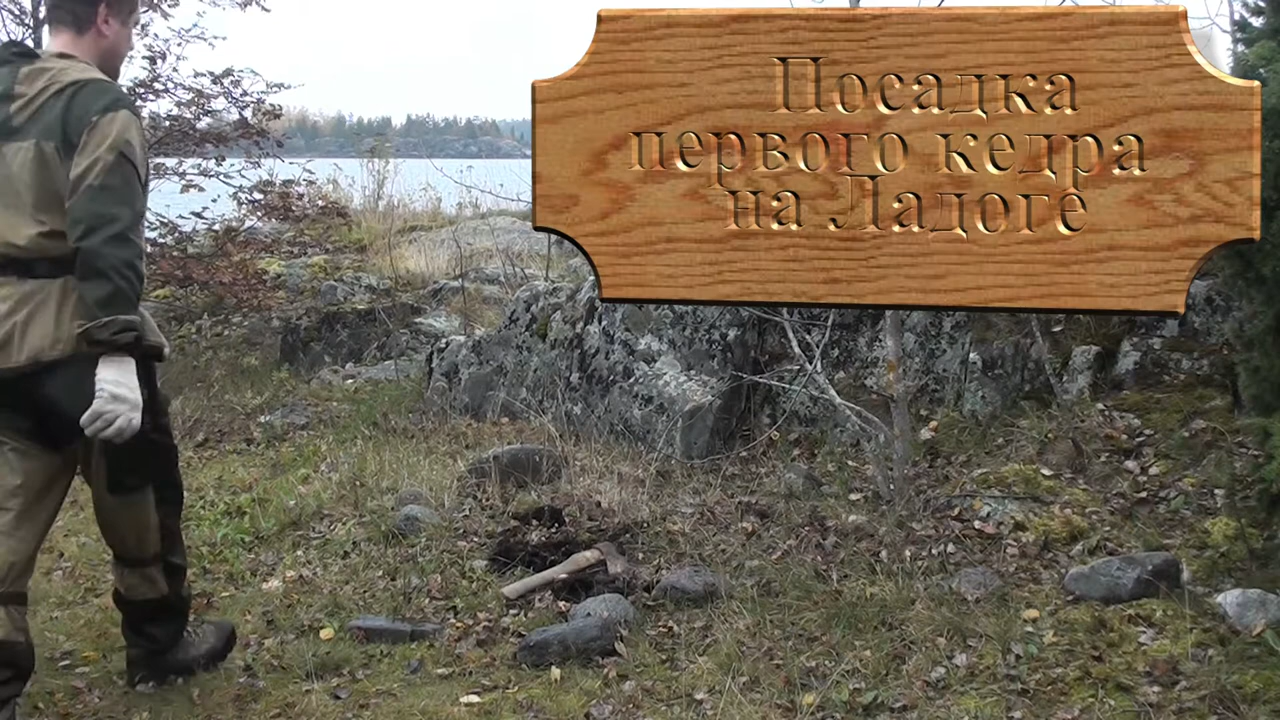 Посадка
первого кедра
на Ладоге